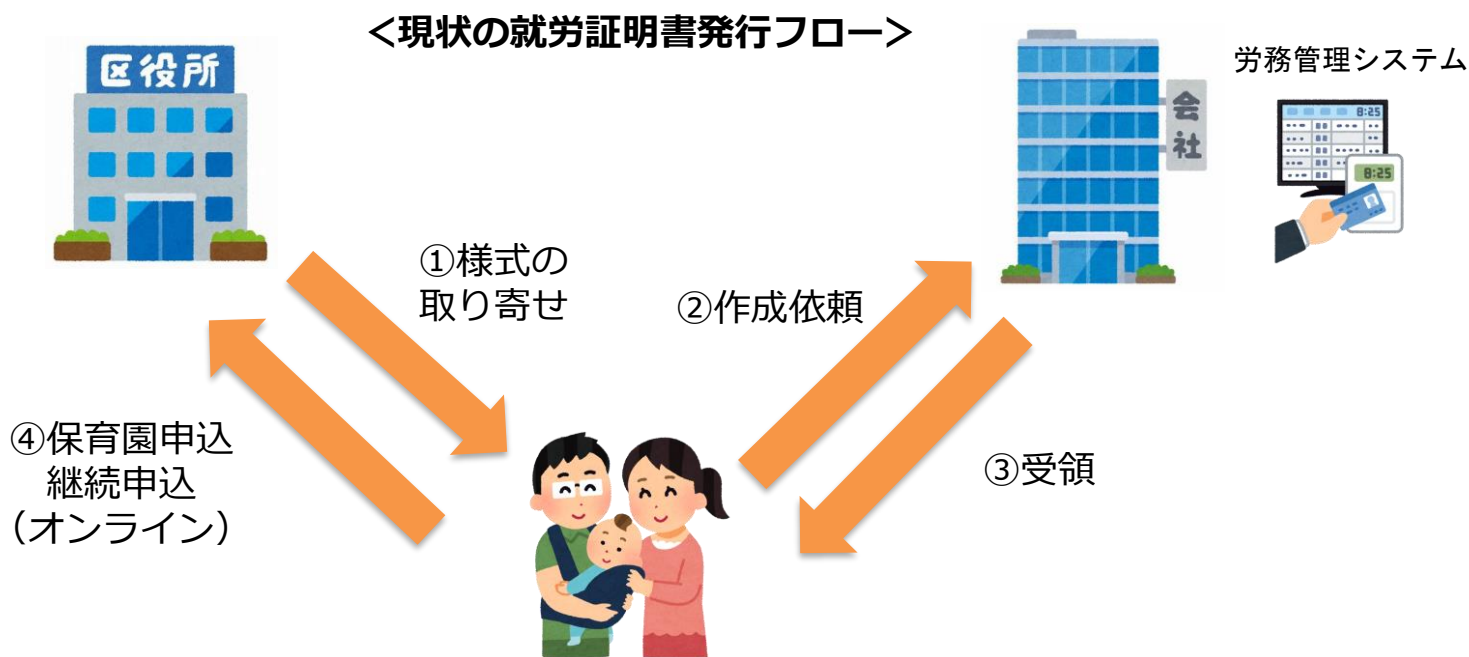 ＜現状の就労証明書発行フロー＞
区役所
会社
労務管理システム
8:25
8:25
①様式の
取り寄せ
②作成依頼
③受領
④保育園申込
継続申込
（オンライン）